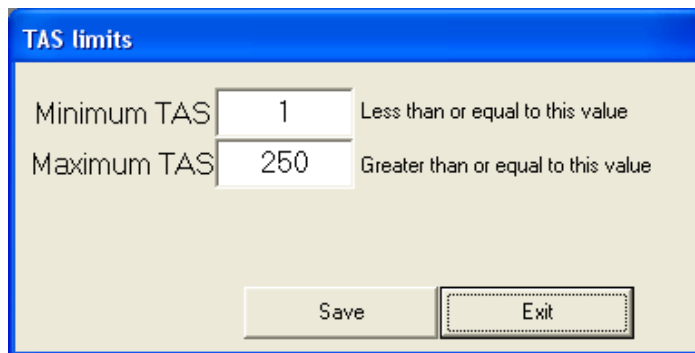 TAS limits
Minimum TAS 1 Less than or equal to this value
Maximum TAS 250 Greater than or equal to this value
Save Exit